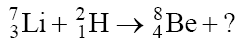 ⁷₃Li + ²₁H → ⁸₄Be + ?